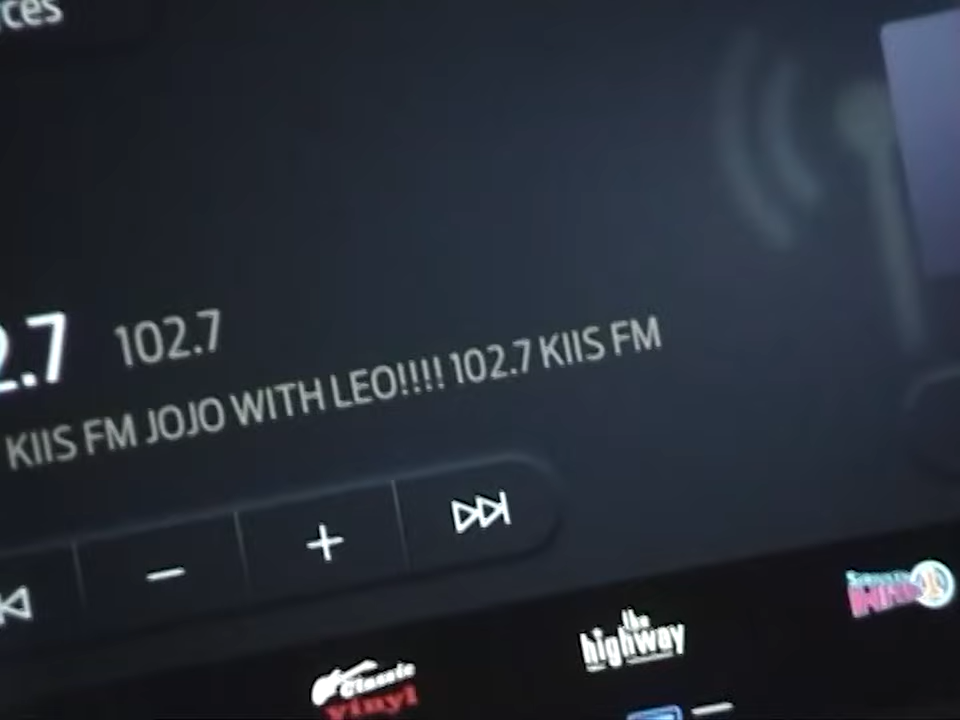 ces
2.7 102.7
KIIS FM JOJO WITH LEO!!!! 102.7 KIIS FM
the
highway
Classic
vinyl